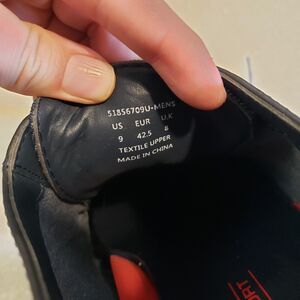 51856709U-MENS
US EUR U.K
9 42.5 8
TEXTILE UPPER
MADE IN CHINA